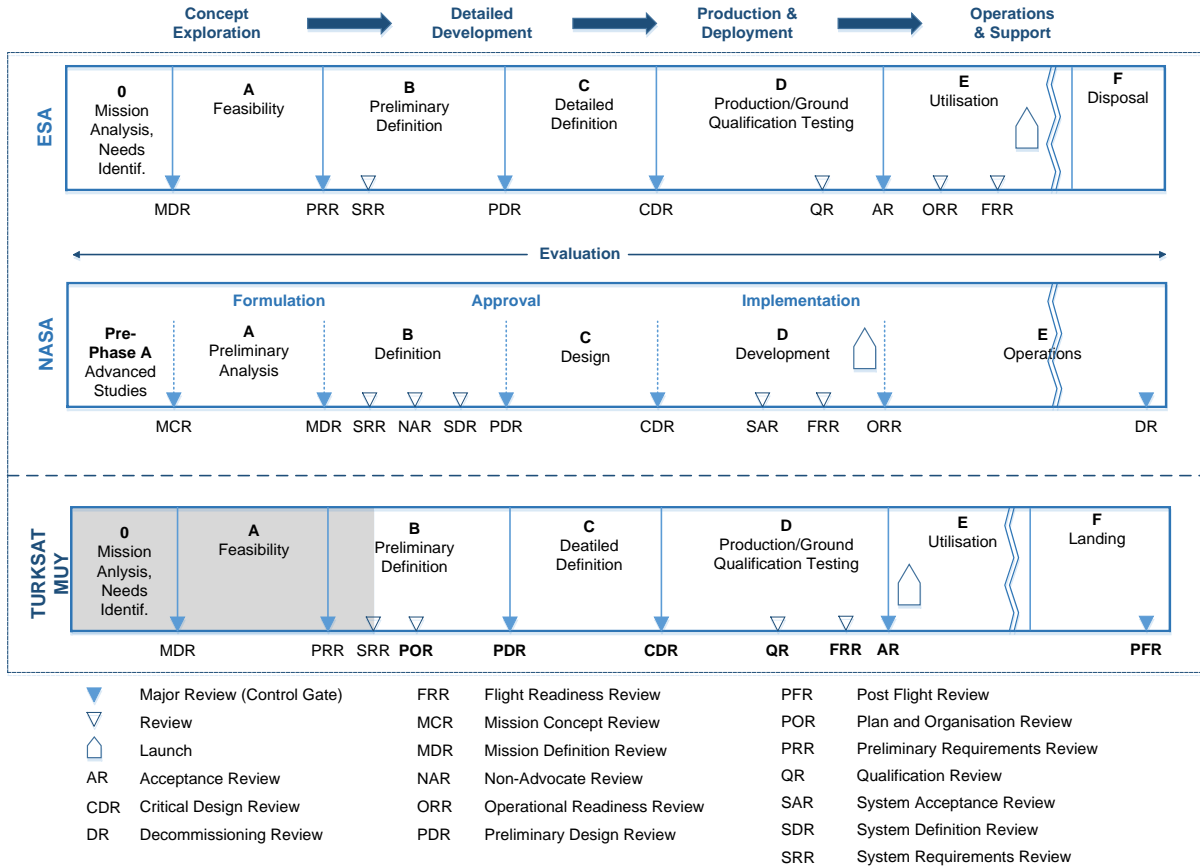 Concept
Exploration
Detailed
Development
Production &
Deployment
Operations
& Support
ESA
0
Mission
Analysis,
Needs
Identif.
A
Feasibility
B
Preliminary
Definition
C
Detailed
Definition
D
Production/Ground
Qualification Testing
E
Utilisation
F
Disposal
MDR PRR SRR PDR CDR QR AR ORR FRR
Evaluation
NASA
Formulation Approval Implementation
Pre-
Phase A
Advanced
Studies
A
Preliminary
Analysis
B
Definition
C
Design
D
Development
E
Operations
MCR MDR SRR NAR SDR PDR CDR SAR FRR ORR DR
TURKSAT
MUY
0
Mission
Anlysis,
Needs
Identif.
A
Feasibility
B
Preliminary
Definition
C
Deatiled
Definition
D
Production/Ground
Qualification Testing
E
Utilisation
F
Landing
MDR PRR SRR POR PDR CDR QR FRR AR PFR
Major Review (Control Gate)
Review
Launch
AR Acceptance Review
CDR Critical Design Review
DR Decommissioning Review
FRR Flight Readiness Review
MCR Mission Concept Review
MDR Mission Definition Review
NAR Non-Advocate Review
ORR Operational Readiness Review
PDR Preliminary Design Review
PFR Post Flight Review
POR Plan and Organisation Review
PRR Preliminary Requirements Review
QR Qualification Review
SAR System Acceptance Review
SDR System Definition Review
SRR System Requirements Review